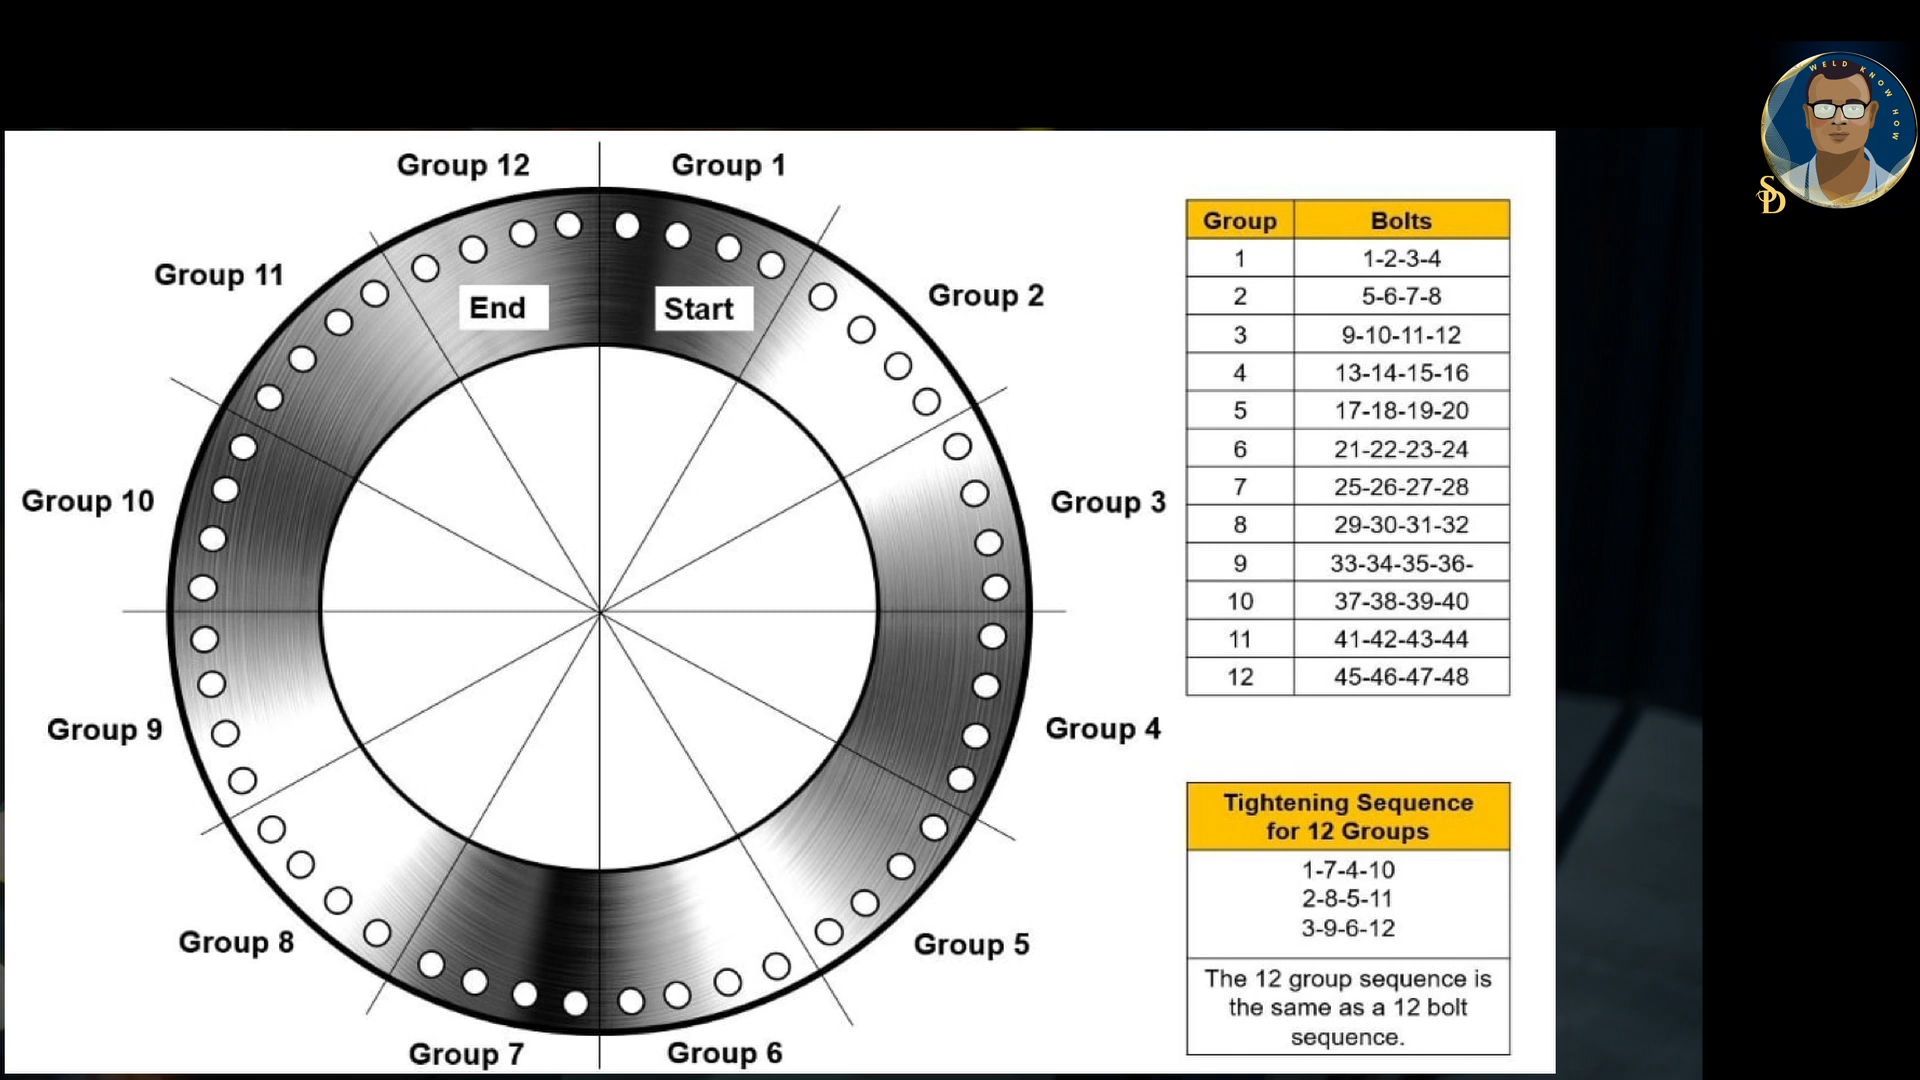 WELD KNOW HOW
SD
Group 12
Group 1
Group 11
Group 2
End
Start
Group 10
Group 3
Group 9
Group 4
Group 8
Group 5
Group 7
Group 6
Group Bolts
1 1-2-3-4
2 5-6-7-8
3 9-10-11-12
4 13-14-15-16
5 17-18-19-20
6 21-22-23-24
7 25-26-27-28
8 29-30-31-32
9 33-34-35-36-
10 37-38-39-40
11 41-42-43-44
12 45-46-47-48
Tightening Sequence
for 12 Groups
1-7-4-10
2-8-5-11
3-9-6-12
The 12 group sequence is
the same as a 12 bolt
sequence.